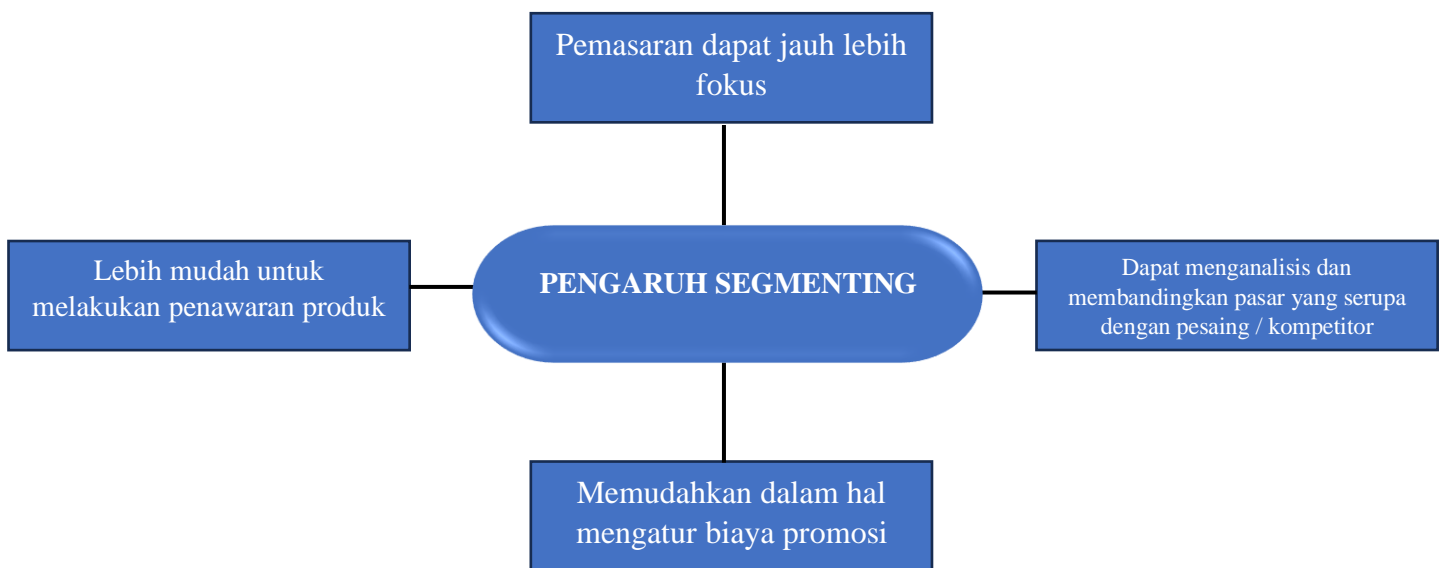 Pemasaran dapat jauh lebih
fokus
Lebih mudah untuk
melakukan penawaran produk
PENGARUH SEGMENTING
Dapat menganalisis dan
membandingkan pasar yang serupa
dengan pesaing / kompetitor
Memudahkan dalam hal
mengatur biaya promosi